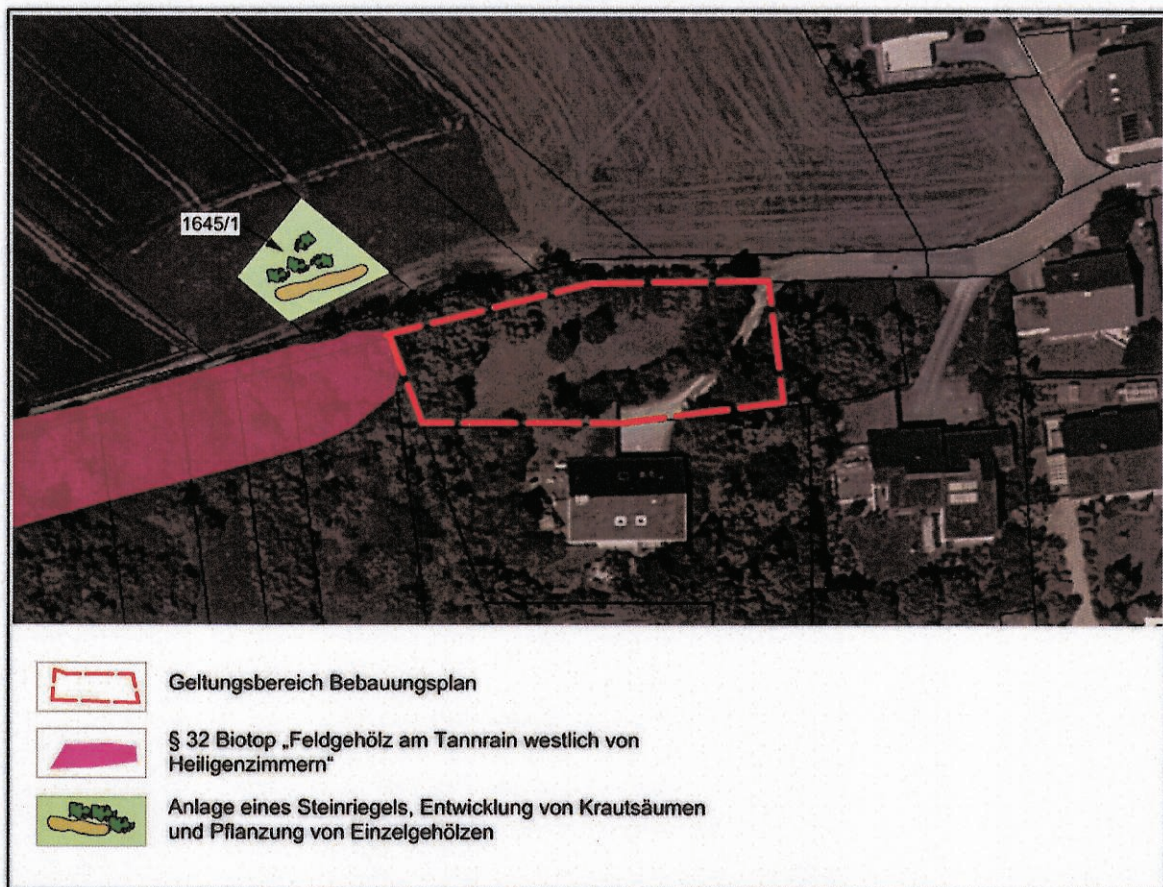 1645/1
Geltungsbereich Bebauungsplan
§ 32 Biotop „Feldgehölz am Tannrain westlich von
Heiligenzimmern“
Anlage eines Steinriegels, Entwicklung von Krautsäumen
und Pflanzung von Einzelgehölzen